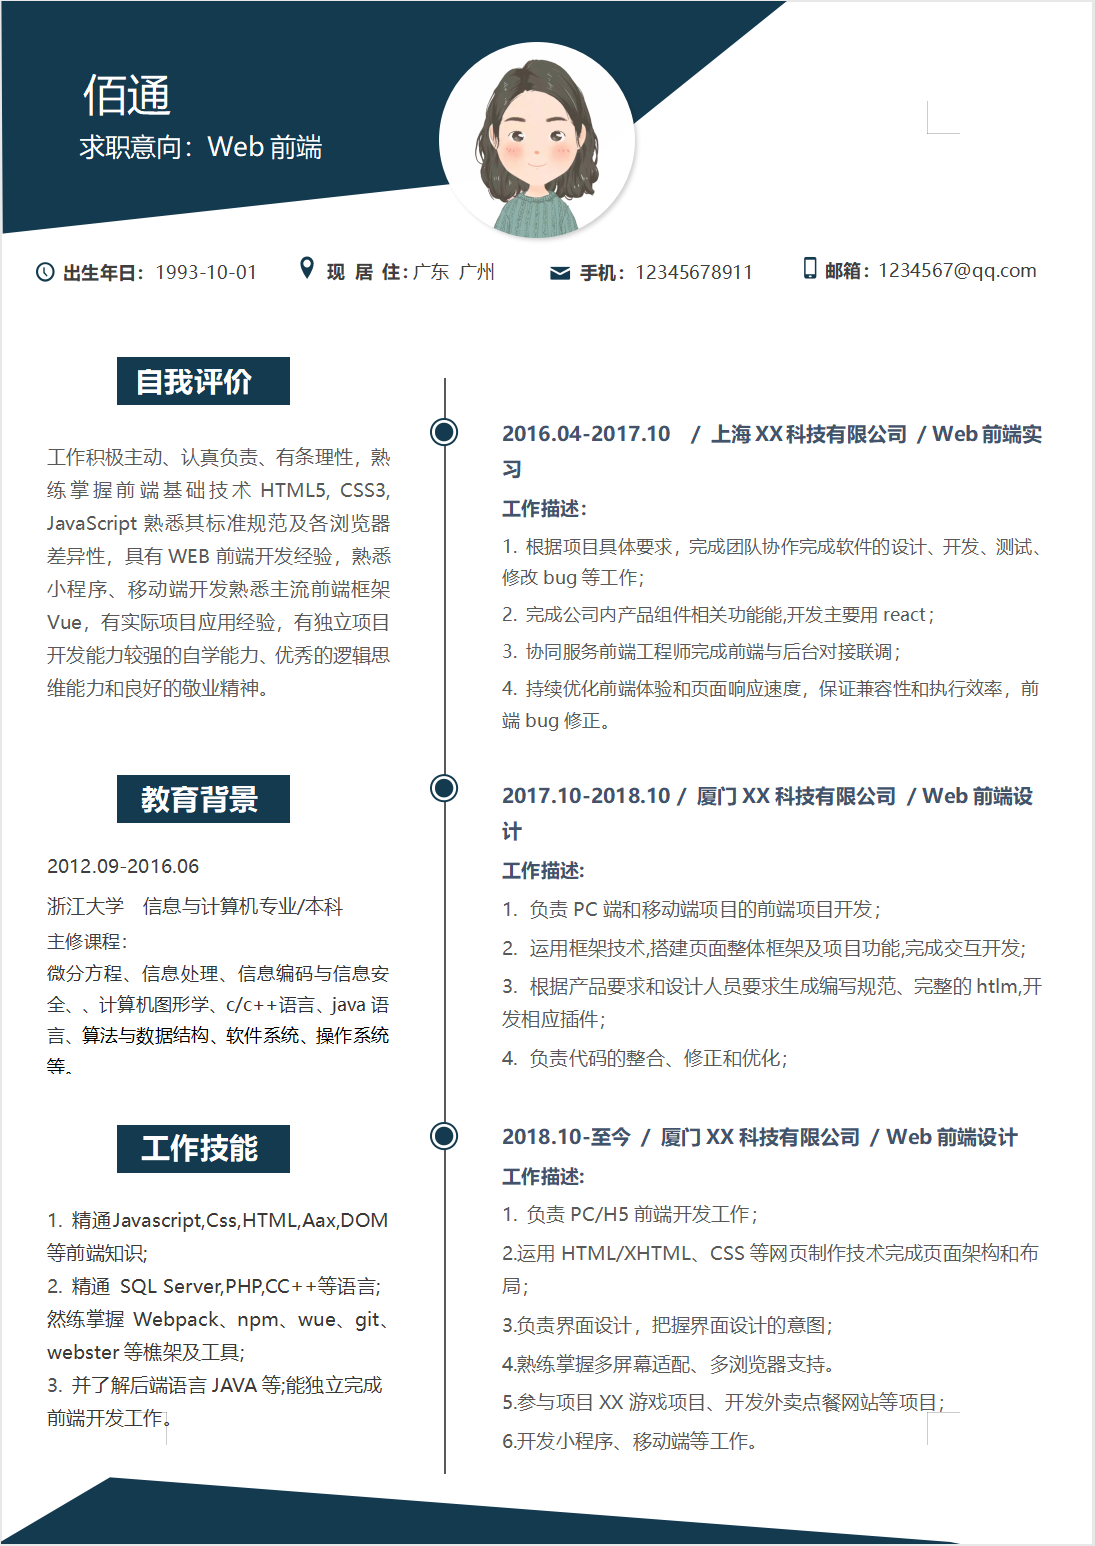 佰通
求职意向：Web 前端
出生年日：1993-10-01
现 居 住：广东 广州
手机：12345678911
邮箱：1234567@qq.com
自我评价
工作积极主动、认真负责、有条理性，熟
练掌握前端基础技术 HTML5, CSS3,
JavaScript 熟悉其标准规范及各浏览器
差异性，具有 WEB 前端开发经验，熟悉
小程序、移动端开发熟悉主流前端框架
Vue，有实际项目应用经验，有独立项目
开发能力较强的自学能力、优秀的逻辑思
维能力和良好的敬业精神。
教育背景
2012.09-2016.06
浙江大学 信息与计算机专业/本科
主修课程：
微分方程、信息处理、信息编码与信息安
全、、计算机图形学、c/c++语言、java 语
言、算法与数据结构、软件系统、操作系统
等。
工作技能
1. 精通Javascript,Css,HTML,Aax,DOM
等前端知识;
2. 精通 SQL Server,PHP,CC++等语言;
然练掌握 Webpack、npm、wue、git、
webster 等樵架及工具;
3. 并了解后端语言 JAVA 等;能独立完成
前端开发工作。
2016.04-2017.10 / 上海 XX 科技有限公司 / Web 前端实
习
工作描述：
1. 根据项目具体要求，完成团队协作完成软件的设计、开发、测试、
修改 bug 等工作；
2. 完成公司内产品组件相关功能能,开发主要用 react；
3. 协同服务前端工程师完成前端与后台对接联调；
4. 持续优化前端体验和页面响应速度，保证兼容性和执行效率，前
端 bug 修正。
2017.10-2018.10 / 厦门 XX 科技有限公司 / Web 前端设
计
工作描述:
1. 负责 PC 端和移动端项目的前端项目开发；
2. 运用框架技术,搭建页面整体框架及项目功能,完成交互开发;
3. 根据产品要求和设计人员要求生成编写规范、完整的 htlm,开
发相应插件；
4. 负责代码的整合、修正和优化；
2018.10-至今 / 厦门 XX 科技有限公司 / Web 前端设计
工作描述:
1. 负责 PC/H5 前端开发工作；
2.运用 HTML/XHTML、CSS 等网页制作技术完成页面架构和布
局；
3.负责界面设计，把握界面设计的意图；
4.熟练掌握多屏幕适配、多浏览器支持。
5.参与项目 XX 游戏项目、开发外卖点餐网站等项目；
6.开发小程序、移动端等工作。